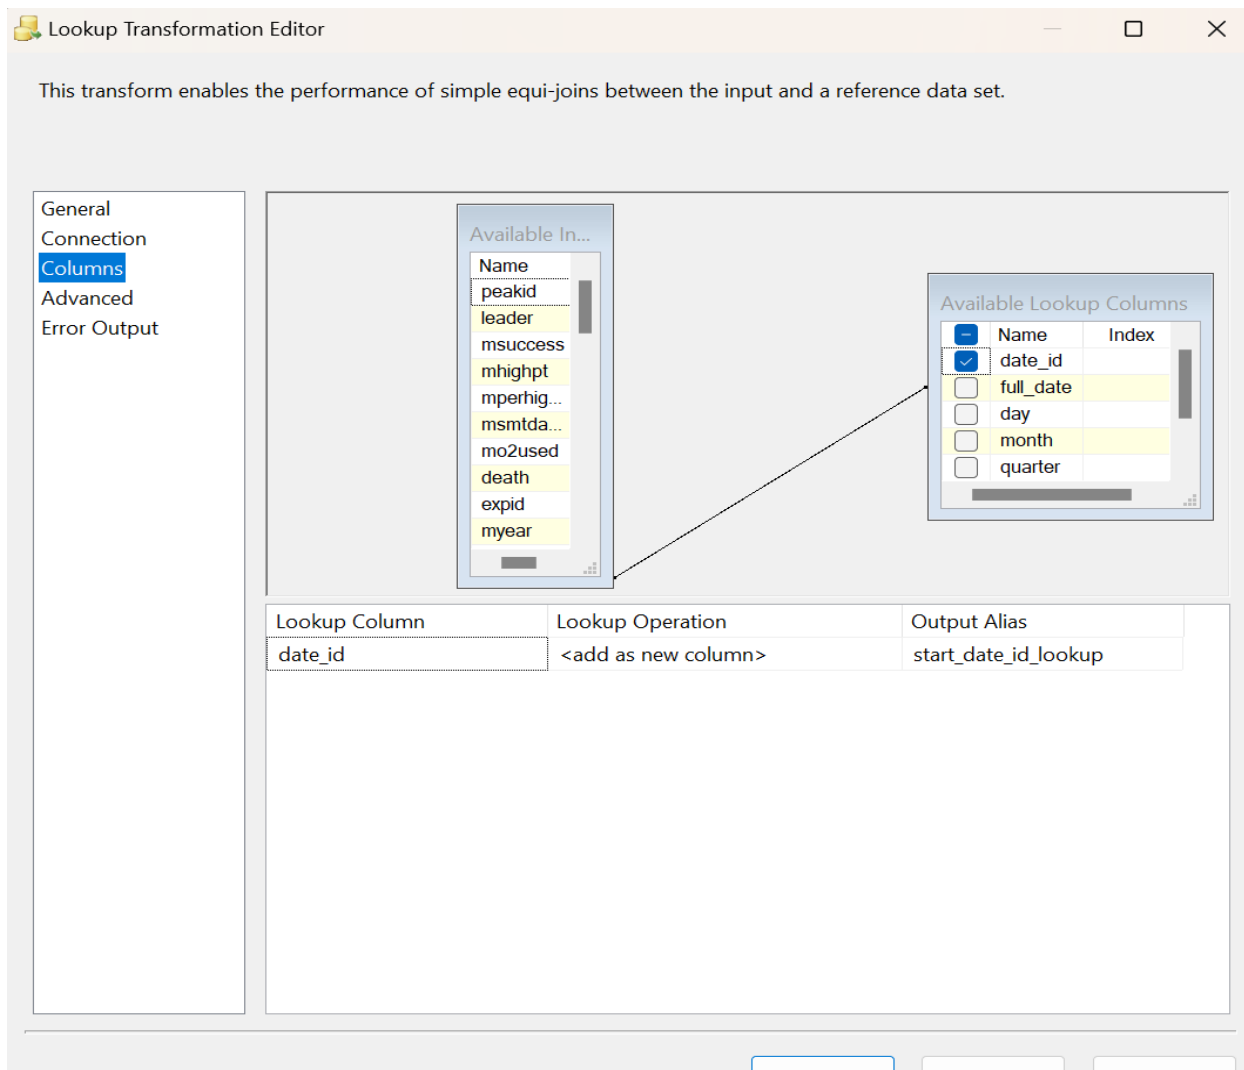 Lookup Transformation Editor
This transform enables the performance of simple equi-joins between the input and a reference data set.
General
Connection
Columns
Advanced
Error Output
Available In...
Name
peakid
leader
msuccess
mhighpt
mperhig...
msmtda...
mo2used
death
expid
myear
Available Lookup Columns
Name Index
date_id
full_date
day
month
quarter
Lookup Column Lookup Operation Output Alias
date_id <add as new column> start_date_id_lookup